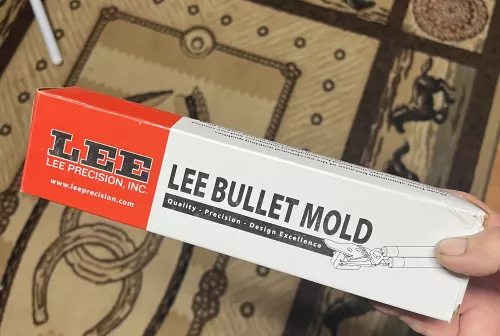 LEE
LEE PRECISION, INC.
www.leeprecision.com
LEE BULLET MOLD
Quality - Precision - Design Excellence